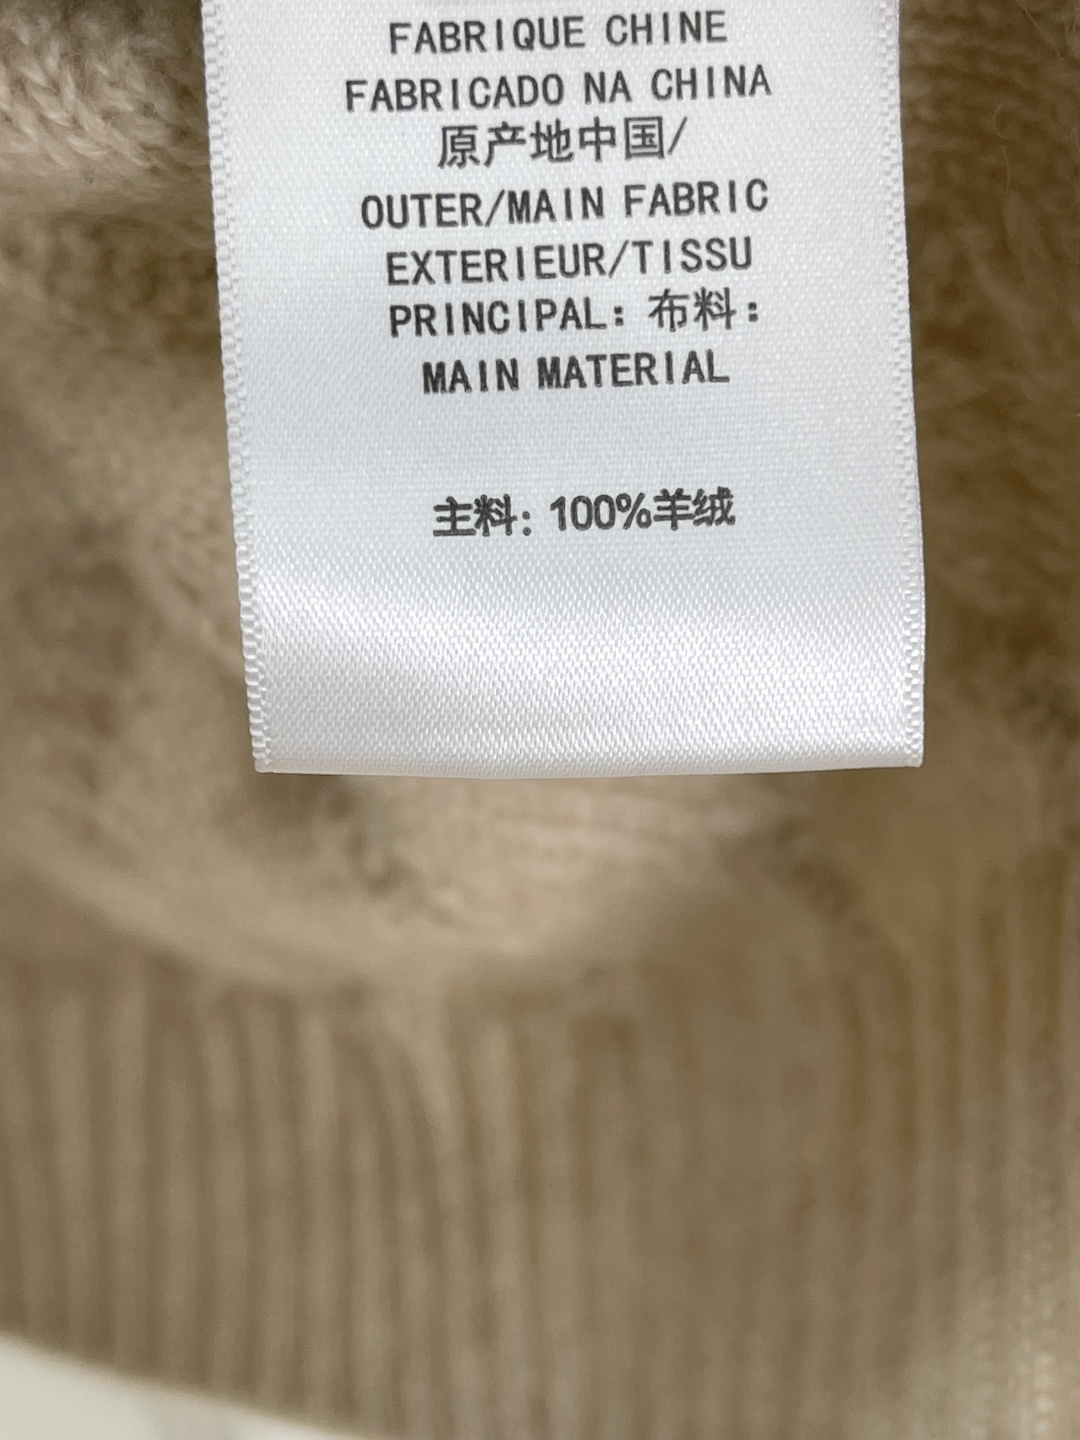 FABRIQUE CHINE
FABRICADO NA CHINA
原产地中国/
OUTER/MAIN FABRIC
EXTERIEUR/TISSU
PRINCIPAL: 布料:
MAIN MATERIAL
主料: 100%羊绒